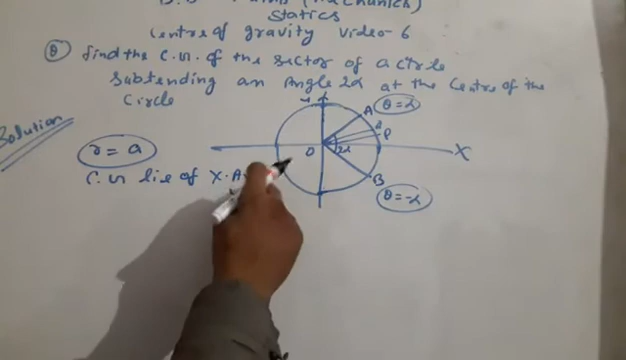 Statics
Centre of gravity Video-6
Q find the C.G. of the sector of a circle
subtending an Angle 2α at the Centre of the
Circle
Solution
r = a
C.G lie of X.A
A θ=α
P
O 2α X
B θ=-α